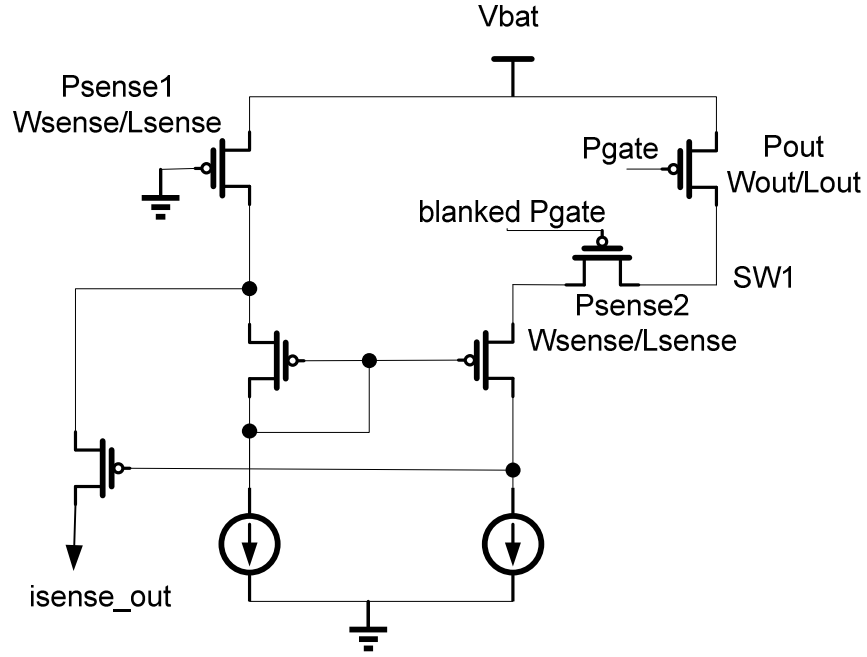 Vbat
Psense1
Wsense/Lsense
Pgate
Pout
Wout/Lout
blanked Pgate
SW1
Psense2
Wsense/Lsense
isense_out